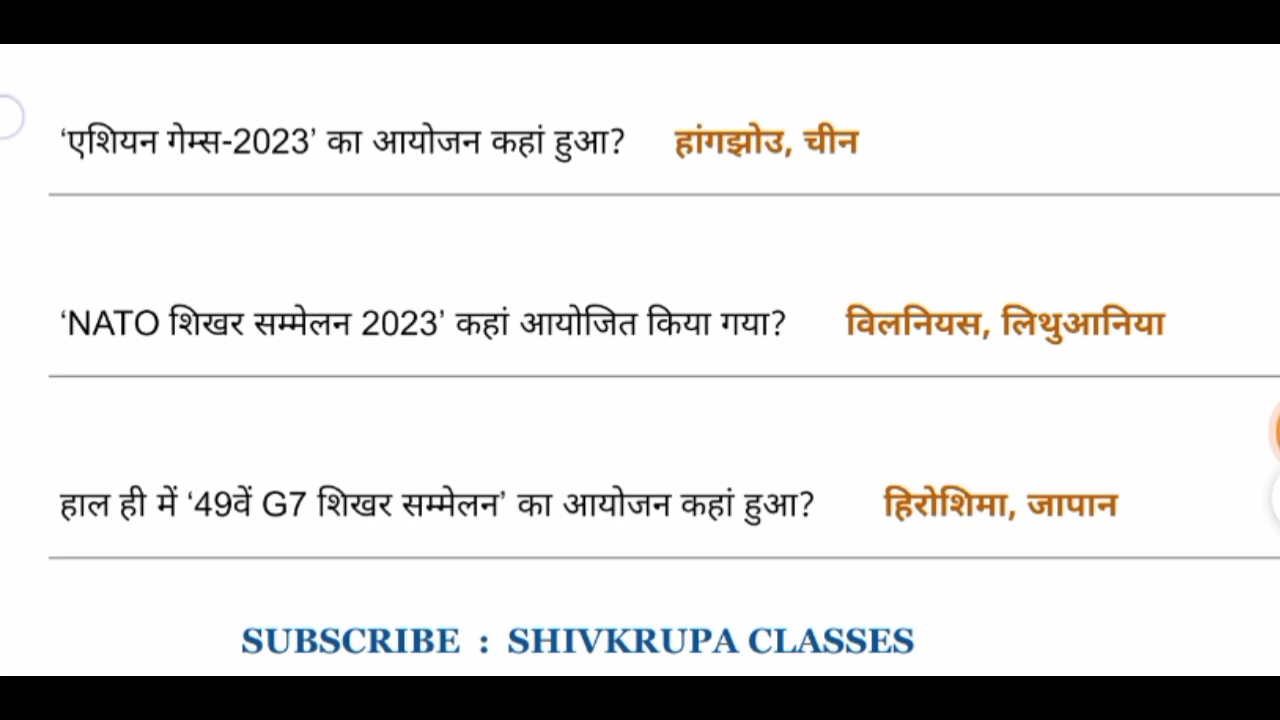 ‘एशियन गेम्स-2023’ का आयोजन कहां हुआ? हांगझोउ, चीन
‘NATO शिखर सम्मेलन 2023’ कहां आयोजित किया गया? विलनियस, लिथुआनिया
हाल ही में ‘49वें G7 शिखर सम्मेलन’ का आयोजन कहां हुआ? हिरोशिमा, जापान
SUBSCRIBE : SHIVKRUPA CLASSES